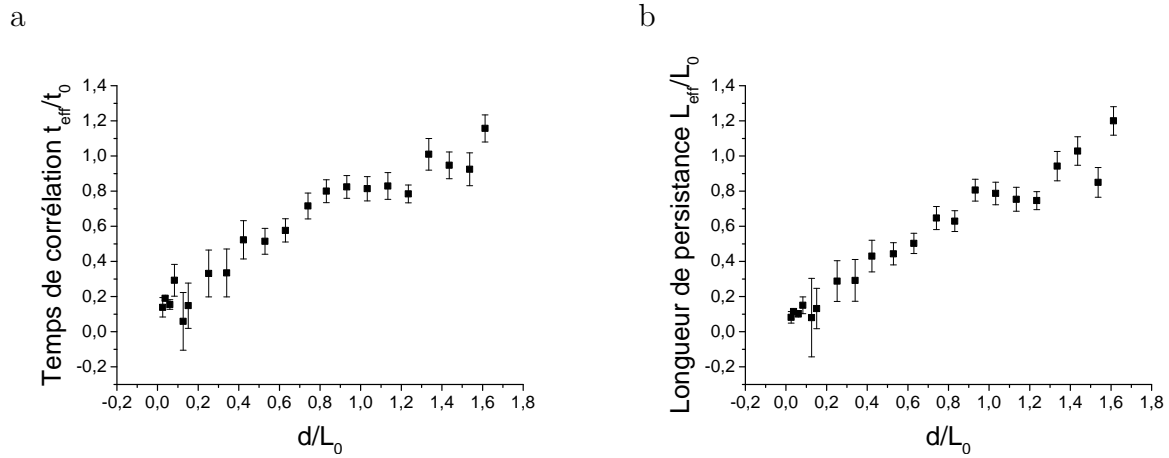 a
Temps de corrélation t_eff/t_0
1,4
1,2
1,0
0,8
0,6
0,4
0,2
0,0
-0,2
-0,2 0,0 0,2 0,4 0,6 0,8 1,0 1,2 1,4 1,6 1,8
d/L_0
b
Longueur de persistance L_eff/L_0
1,4
1,2
1,0
0,8
0,6
0,4
0,2
0,0
-0,2
-0,2 0,0 0,2 0,4 0,6 0,8 1,0 1,2 1,4 1,6 1,8
d/L_0